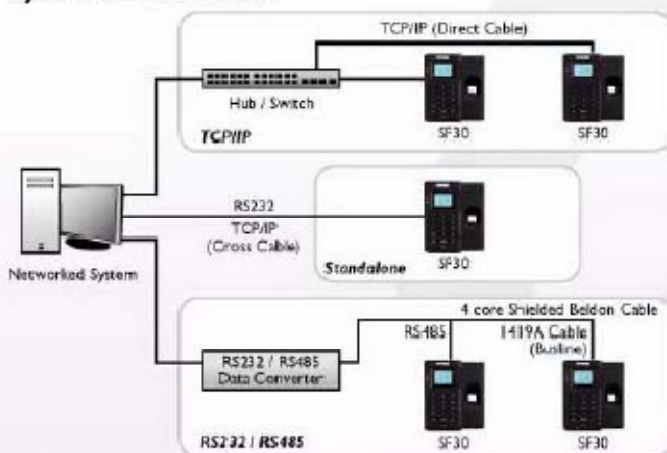 TCP/IP (Direct Cable)
Hub / Switch
SF30
SF30
TCP/IP
RS232
TCP/IP
(Cross Cable)
Networked System
Standalone
SF30
4 core Shielded Beldon Cable
RS485
1419A Cable
(Busline)
RS232 / RS485
Data Converter
RS232 / RS485
SF30
SF30